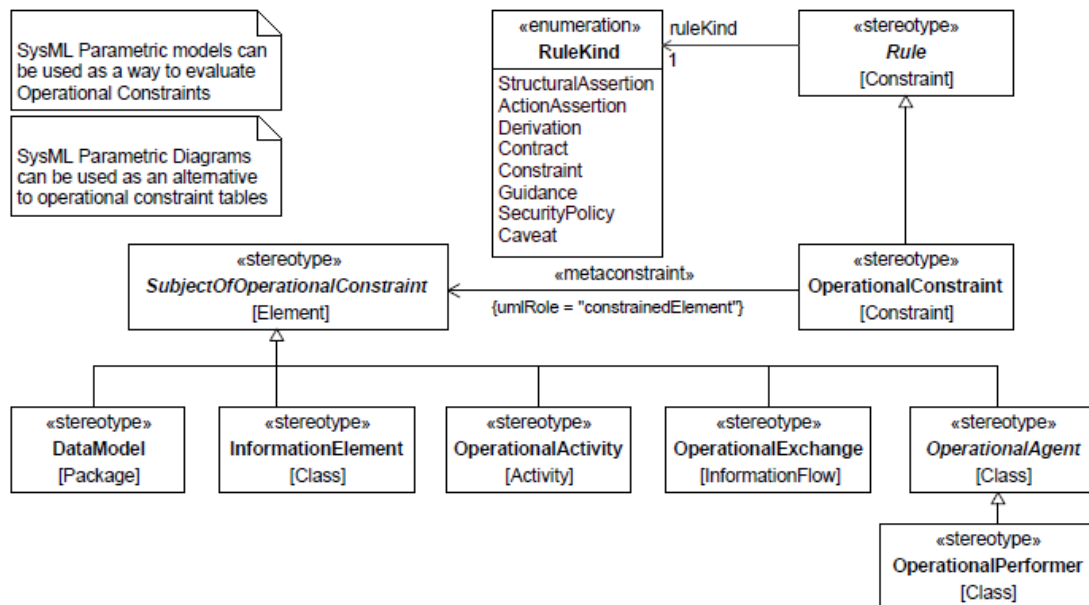 SysML Parametric models can
be used as a way to evaluate
Operational Constraints
SysML Parametric Diagrams
can be used as an alternative
to operational constraint tables
«enumeration»
RuleKind
StructuralAssertion
ActionAssertion
Derivation
Contract
Constraint
Guidance
SecurityPolicy
Caveat
ruleKind
1
«stereotype»
Rule
[Constraint]
«stereotype»
SubjectOfOperationalConstraint
[Element]
«metaconstraint»
{umlRole = "constrainedElement"}
«stereotype»
OperationalConstraint
[Constraint]
«stereotype»
DataModel
[Package]
«stereotype»
InformationElement
[Class]
«stereotype»
OperationalActivity
[Activity]
«stereotype»
OperationalExchange
[InformationFlow]
«stereotype»
OperationalAgent
[Class]
«stereotype»
OperationalPerformer
[Class]